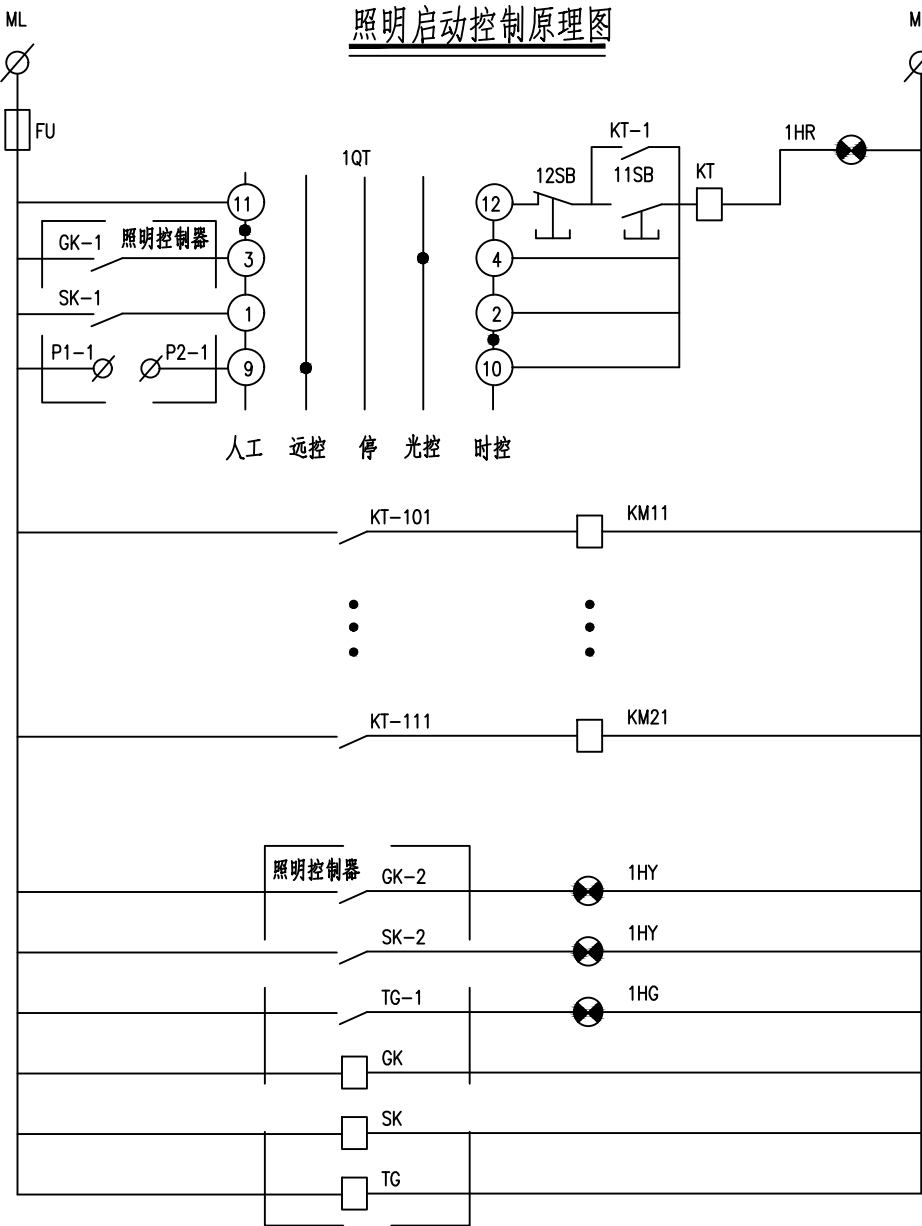 照明启动控制原理图
ML
M
FU
1QT
KT-1
1HR
12SB
11SB
KT
11
12
GK-1
照明控制器
3
4
SK-1
1
2
P1-1
P2-1
9
10
人工
远控
停
光控
时控
KT-101
KM11
KT-111
KM21
照明控制器
GK-2
1HY
SK-2
1HY
TG-1
1HG
GK
SK
TG